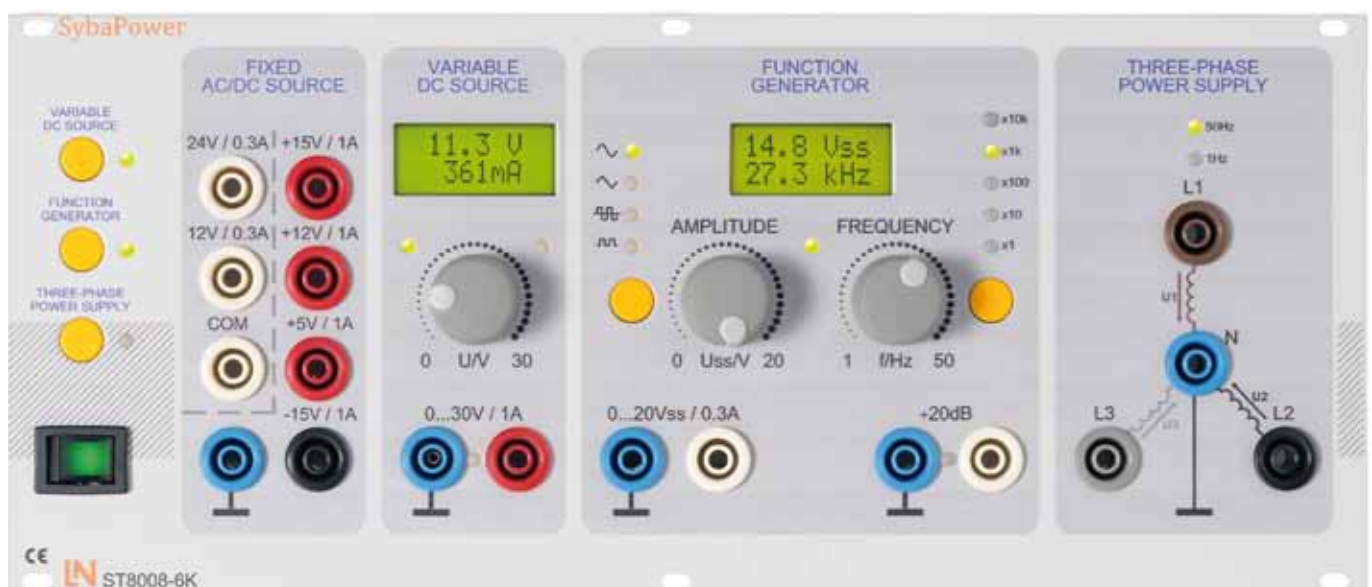 SybaPower
VARIABLE
DC SOURCE
FUNCTION
GENERATOR
THREE-PHASE
POWER SUPPLY
CE
LN ST8008-6K
FIXED
AC/DC SOURCE
24V / 0.3A
+15V / 1A
12V / 0.3A
+12V / 1A
COM
+5V / 1A
-15V / 1A
VARIABLE
DC SOURCE
11.3 V
361mA
0 U/V 30
0...30V / 1A
FUNCTION
GENERATOR
14.8 Vss
27.3 kHz
x10k
x1k
x100
x10
x1
AMPLITUDE
FREQUENCY
0 Uss/V 20
1 f/Hz 50
0...20Vss / 0.3A
+20dB
THREE-PHASE
POWER SUPPLY
50Hz
1Hz
L1
U1
N
U2
L3
L2